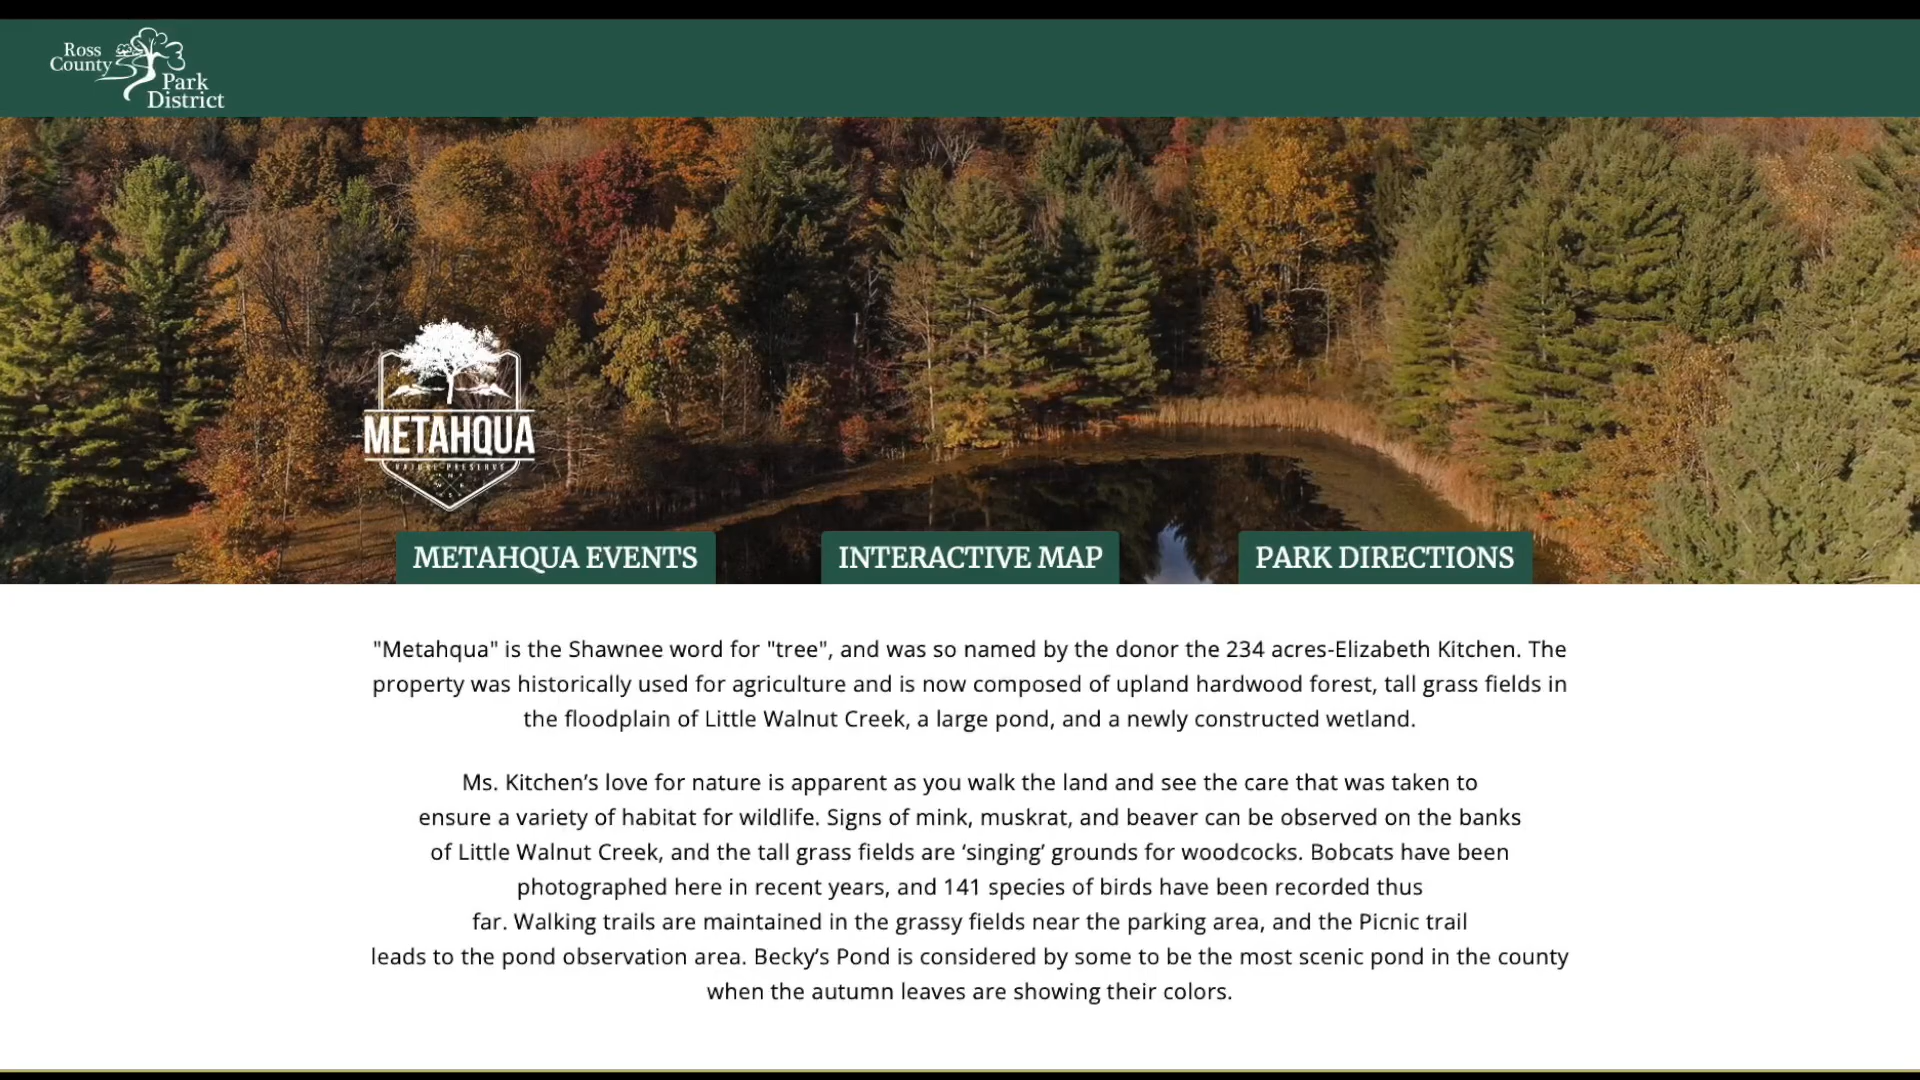 Ross
County
Park
District
METAHQUA
NATURE PRESERVE
METAHQUA EVENTS
INTERACTIVE MAP
PARK DIRECTIONS
"Metahqua" is the Shawnee word for "tree", and was so named by the donor the 234 acres-Elizabeth Kitchen. The
property was historically used for agriculture and is now composed of upland hardwood forest, tall grass fields in
the floodplain of Little Walnut Creek, a large pond, and a newly constructed wetland.
Ms. Kitchen’s love for nature is apparent as you walk the land and see the care that was taken to
ensure a variety of habitat for wildlife. Signs of mink, muskrat, and beaver can be observed on the banks
of Little Walnut Creek, and the tall grass fields are ‘singing’ grounds for woodcocks. Bobcats have been
photographed here in recent years, and 141 species of birds have been recorded thus
far. Walking trails are maintained in the grassy fields near the parking area, and the Picnic trail
leads to the pond observation area. Becky’s Pond is considered by some to be the most scenic pond in the county
when the autumn leaves are showing their colors.